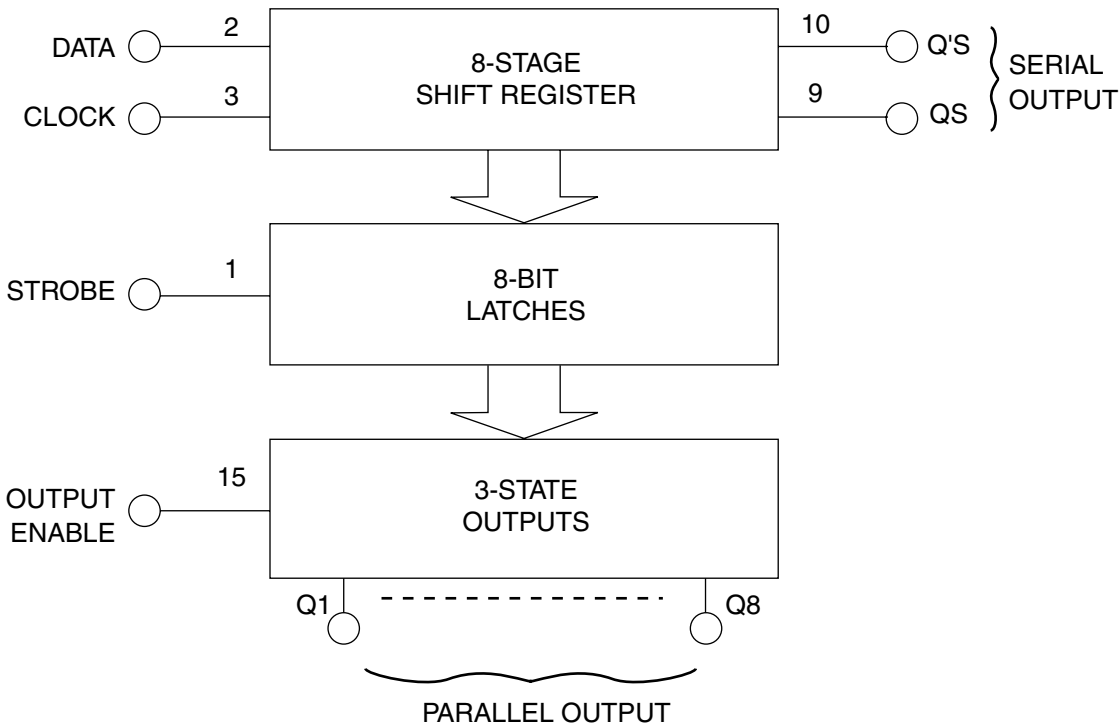 DATA
2
CLOCK
3
8-STAGE
SHIFT REGISTER
10
Q'S
9
QS
SERIAL
OUTPUT
STROBE
1
8-BIT
LATCHES
OUTPUT
ENABLE
15
3-STATE
OUTPUTS
Q1
Q8
PARALLEL OUTPUT